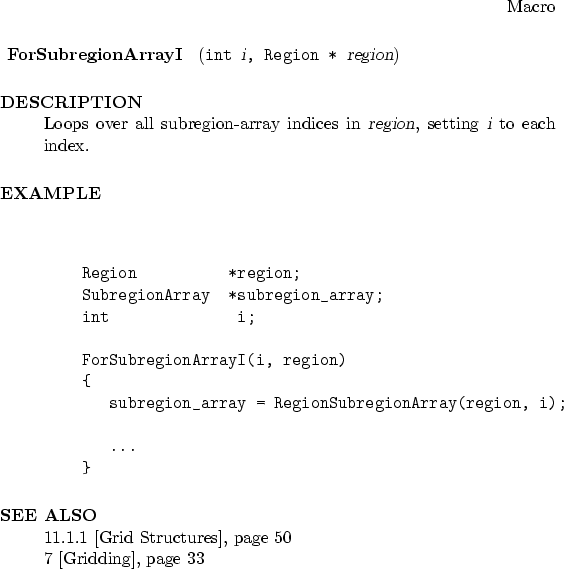 Macro
ForSubregionArrayI (int i, Region * region)
DESCRIPTION
Loops over all subregion-array indices in region, setting i to each
index.
EXAMPLE
Region          *region;
SubregionArray  *subregion_array;
int              i;
ForSubregionArrayI(i, region)
{
   subregion_array = RegionSubregionArray(region, i);
   ...
}
SEE ALSO
11.1.1 [Grid Structures], page 50
7 [Gridding], page 33